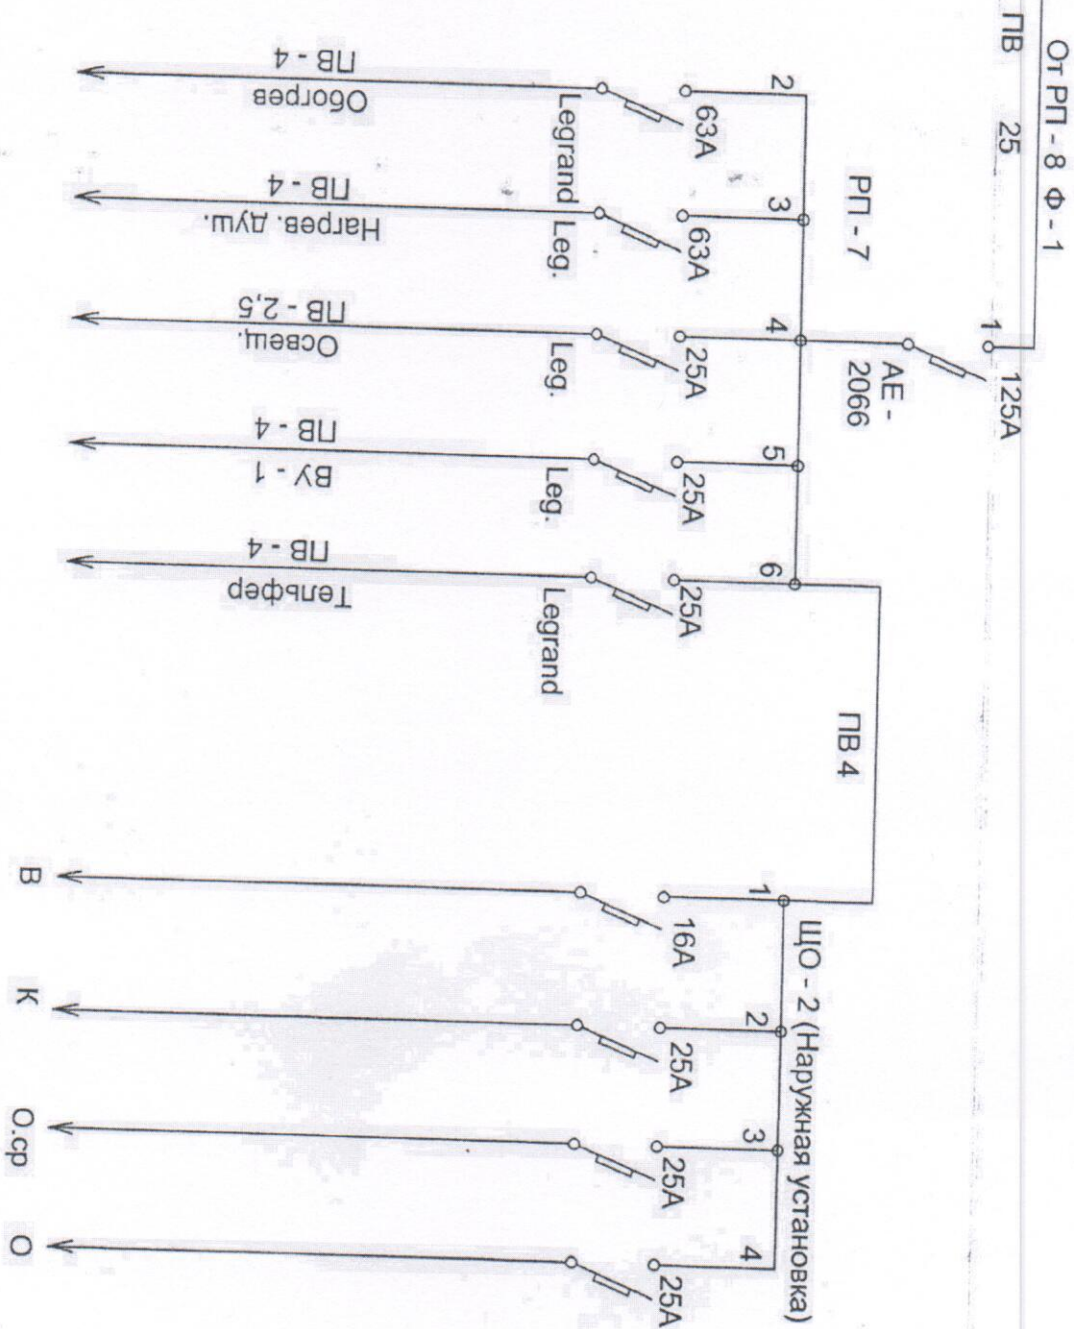 От РП - 8 Ф - 1
ПВ 25
1
125А
АЕ -
2066
РП - 7
2
63А
Legrand
ПВ - 4
Обогрев
3
63А
Leg.
ПВ - 4
Нагрев. душ.
4
25А
Leg.
ПВ - 2,5
Освещ.
5
25А
Leg.
ПВ - 4
ВУ - 1
6
25А
Legrand
ПВ - 4
Тельфер
ПВ 4
ЩО - 2 (Наружная установка)
1
16А
В
2
25А
К
3
25А
О.ср
4
25А
О